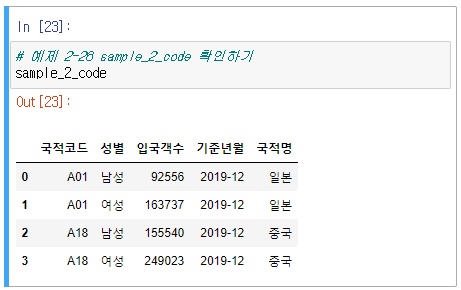 In [23]:
# 예제 2-26 sample_2_code 확인하기
sample_2_code
Out[23]:
국적코드 성별 입국객수 기준년월 국적명
0 A01 남성 92556 2019-12 일본
1 A01 여성 163737 2019-12 일본
2 A18 남성 155540 2019-12 중국
3 A18 여성 249023 2019-12 중국